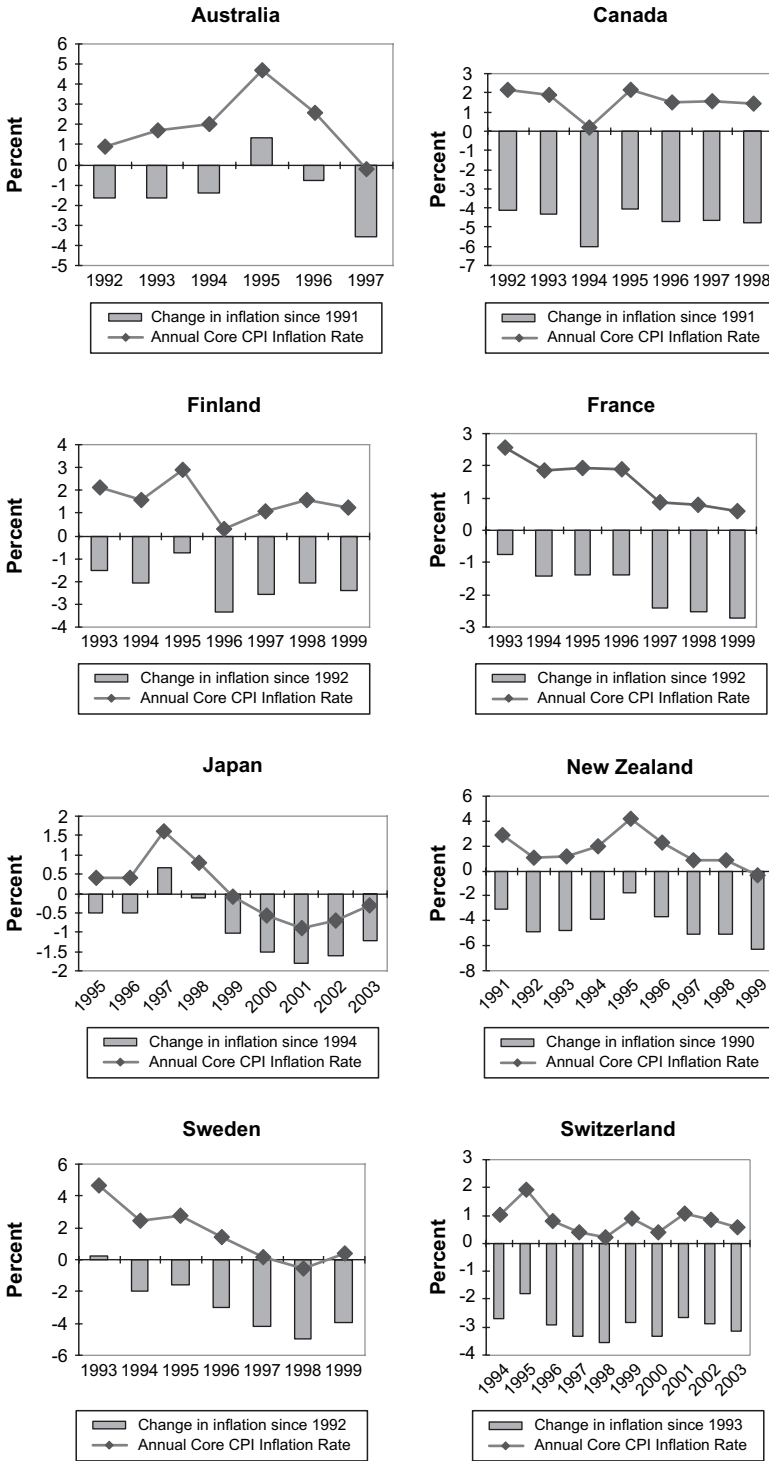 Australia
Percent
6
5
4
3
2
1
0
-1
-2
-3
-4
-5
1992 1993 1994 1995 1996 1997
Change in inflation since 1991
Annual Core CPI Inflation Rate
Canada
Percent
3
2
1
0
-1
-2
-3
-4
-5
-6
-7
1992 1993 1994 1995 1996 1997 1998
Change in inflation since 1991
Annual Core CPI Inflation Rate
Finland
Percent
4
3
2
1
0
-1
-2
-3
-4
1993 1994 1995 1996 1997 1998 1999
Change in inflation since 1992
Annual Core CPI Inflation Rate
France
Percent
3
2
1
0
-1
-2
-3
1993 1994 1995 1996 1997 1998 1999
Change in inflation since 1992
Annual Core CPI Inflation Rate
Japan
Percent
2
1.5
1
0.5
0
-0.5
-1
-1.5
-2
1995 1996 1997 1998 1999 2000 2001 2002 2003
Change in inflation since 1994
Annual Core CPI Inflation Rate
New Zealand
Percent
6
4
2
0
-2
-4
-6
-8
1991 1992 1993 1994 1995 1996 1997 1998 1999
Change in inflation since 1990
Annual Core CPI Inflation Rate
Sweden
Percent
6
4
2
0
-2
-4
-6
1993 1994 1995 1996 1997 1998 1999
Change in inflation since 1992
Annual Core CPI Inflation Rate
Switzerland
Percent
3
2
1
0
-1
-2
-3
-4
1994 1995 1996 1997 1998 1999 2000 2001 2002 2003
Change in inflation since 1993
Annual Core CPI Inflation Rate